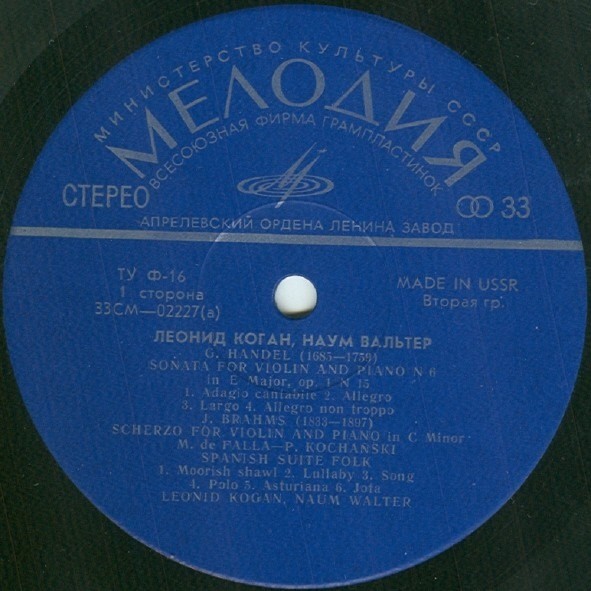 МИНИСТЕРСТВО КУЛЬТУРЫ СССР
МЕЛОДИЯ
ВСЕСОЮЗНАЯ ФИРМА ГРАМПЛАСТИНОК
СТЕРЕО
33
АПРЕЛЕВСКИЙ ОРДЕНА ЛЕНИНА ЗАВОД
ТУ Ф-16
1 сторона
33СМ—02227(а)
MADE IN USSR
Вторая гр.
ЛЕОНИД КОГАН, НАУМ ВАЛЬТЕР
G. HANDEL (1685—1759)
SONATA FOR VIOLIN AND PIANO N 6
in E Major, op. 1 N 15
1. Adagio cantabile 2. Allegro
3. Largo 4. Allegro non troppo
J. BRAHMS (1833—1897)
SCHERZO FOR VIOLIN AND PIANO in C Minor
M. de FALLA—P. KOCHAŃSKI
SPANISH SUITE FOLK
1. Moorish shawl 2. Lullaby 3. Song
4. Polo 5. Asturiana 6. Jota
LEONID KOGAN, NAUM WALTER